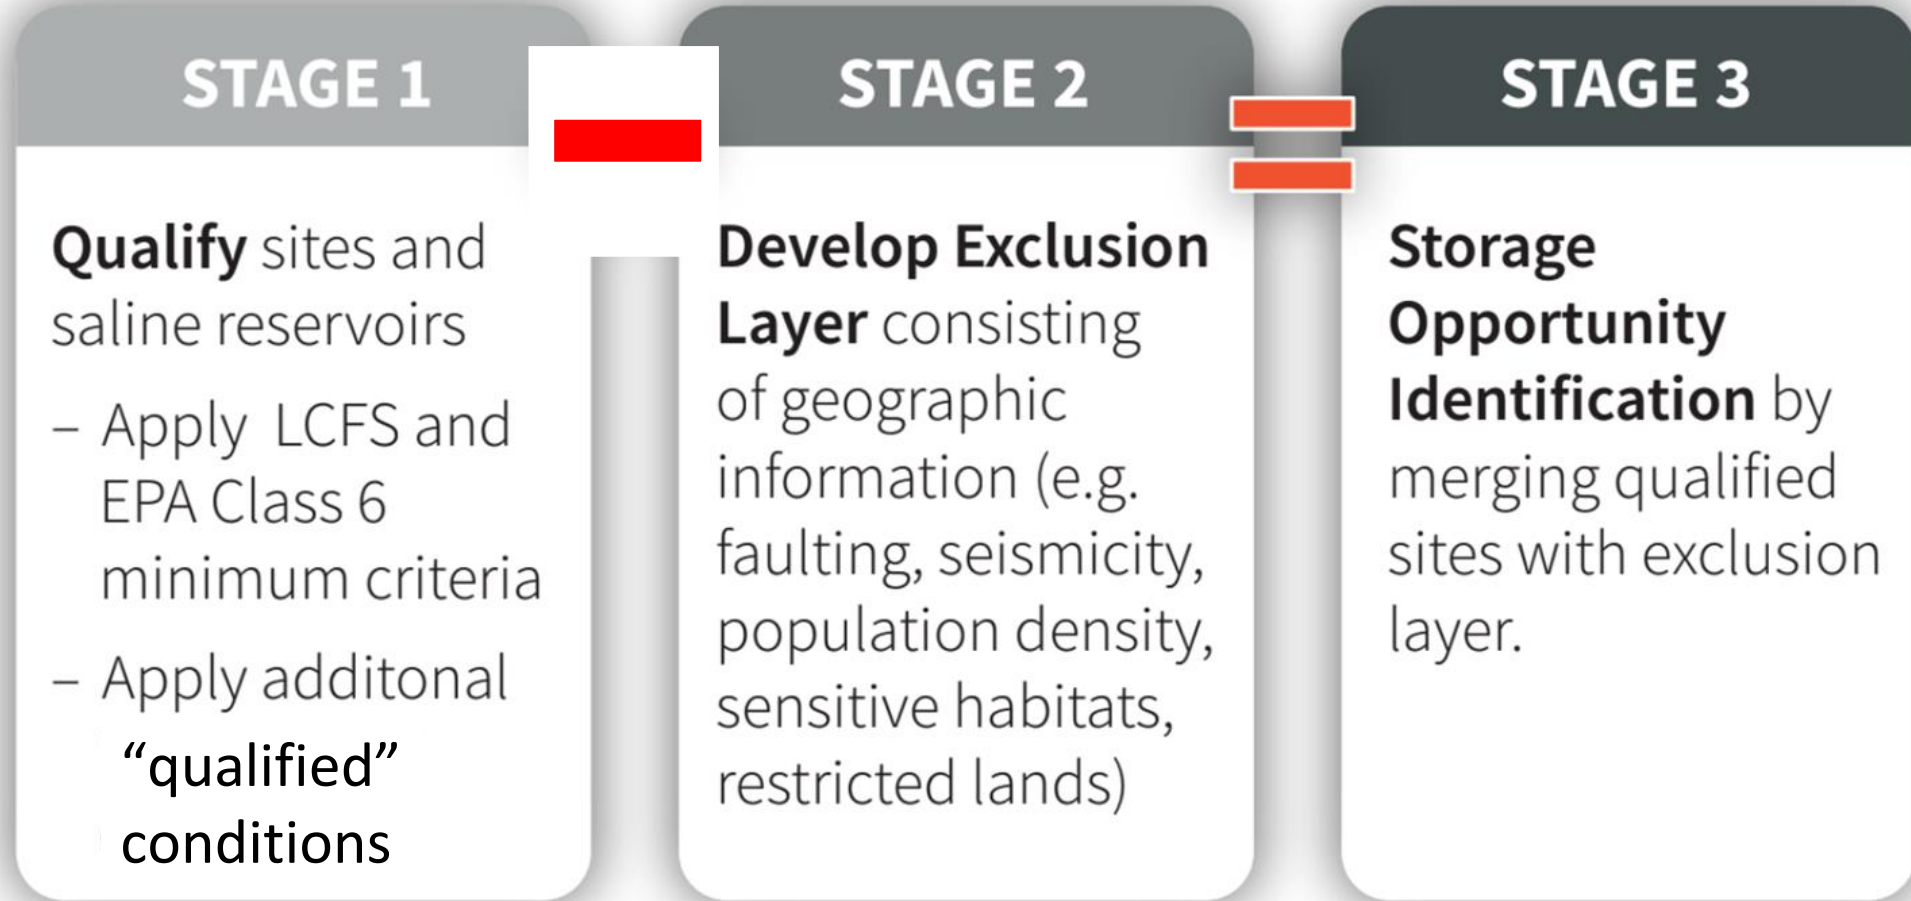 STAGE 1
Qualify sites and
saline reservoirs
– Apply LCFS and
EPA Class 6
minimum criteria
– Apply additonal
“qualified”
conditions
STAGE 2
Develop Exclusion
Layer consisting
of geographic
information (e.g.
faulting, seismicity,
population density,
sensitive habitats,
restricted lands)
STAGE 3
Storage
Opportunity
Identification by
merging qualified
sites with exclusion
layer.